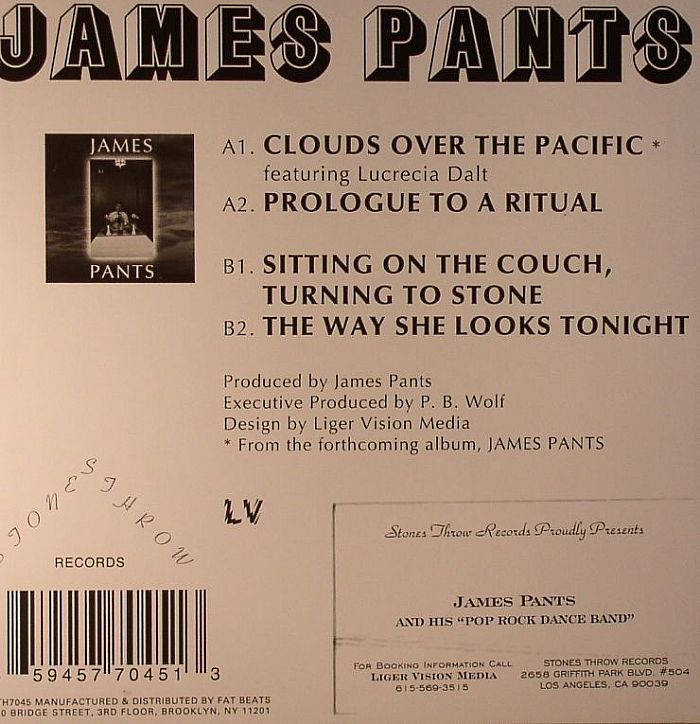 JAMES PANTS
JAMES
PANTS
A1. CLOUDS OVER THE PACIFIC *
featuring Lucrecia Dalt
A2. PROLOGUE TO A RITUAL
B1. SITTING ON THE COUCH,
TURNING TO STONE
B2. THE WAY SHE LOOKS TONIGHT
Produced by James Pants
Executive Produced by P. B. Wolf
Design by Liger Vision Media
* From the forthcoming album, JAMES PANTS
STONES THROW
RECORDS
LV
Stones Throw Records Proudly Presents
JAMES PANTS
AND HIS "POP ROCK DANCE BAND"
FOR BOOKING INFORMATION CALL
LIGER VISION MEDIA
615-569-3515
STONES THROW RECORDS
2658 GRIFFITH PARK BLVD. #504
LOS ANGELES, CA 90039
59457 70451 3
TH7045 MANUFACTURED & DISTRIBUTED BY FAT BEATS
0 BRIDGE STREET, 3RD FLOOR, BROOKLYN, NY 11201